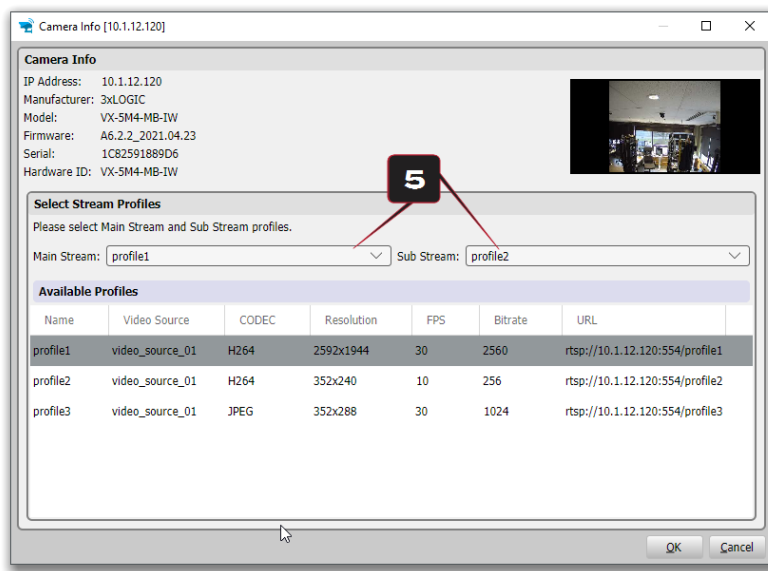 Camera Info [10.1.12.120]
Camera Info
IP Address: 10.1.12.120
Manufacturer: 3xLOGIC
Model: VX-5M4-MB-IW
Firmware: A6.2.2_2021.04.23
Serial: 1C82591889D6
Hardware ID: VX-5M4-MB-IW
5
Select Stream Profiles
Please select Main Stream and Sub Stream profiles.
Main Stream: profile1 Sub Stream: profile2
Available Profiles
Name Video Source CODEC Resolution FPS Bitrate URL
profile1 video_source_01 H264 2592x1944 30 2560 rtsp://10.1.12.120:554/profile1
profile2 video_source_01 H264 352x240 10 256 rtsp://10.1.12.120:554/profile2
profile3 video_source_01 JPEG 352x288 30 1024 rtsp://10.1.12.120:554/profile3
OK Cancel